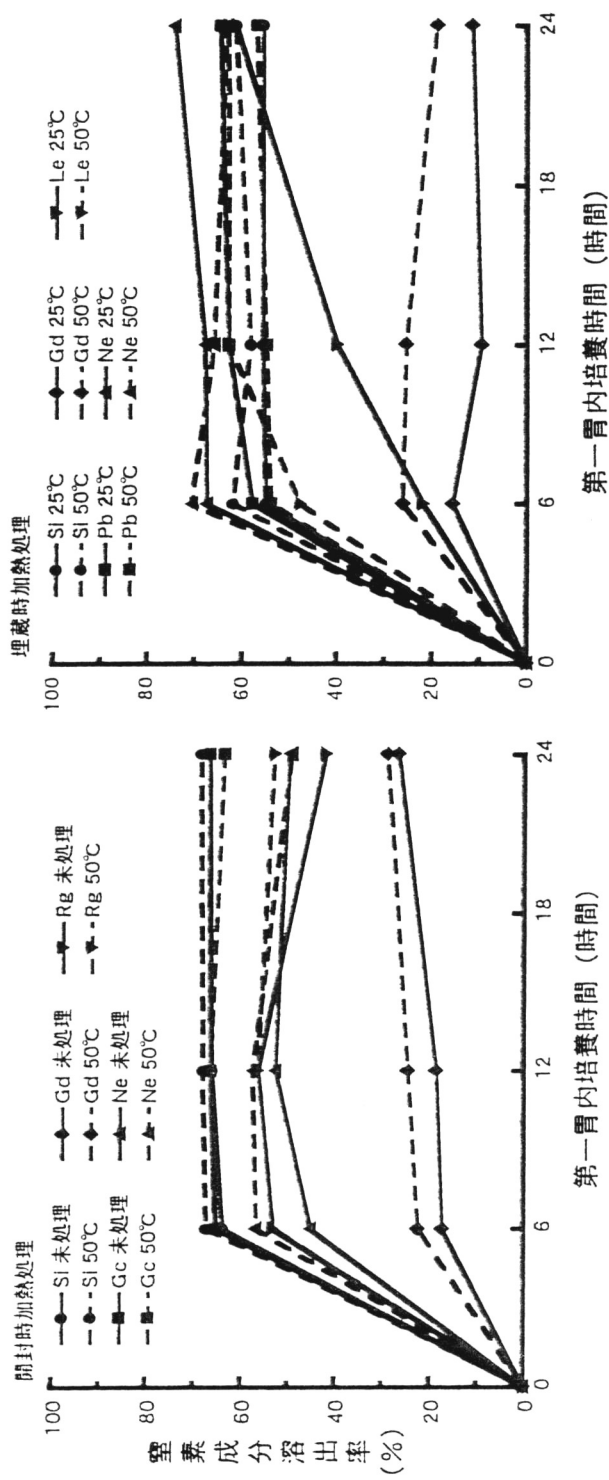 開封時加熱処理
Si 未処理 Gd 未処理 Rg 未処理
Si 50℃ Gd 50℃ Rg 50℃
Gc 未処理 Ne 未処理
Gc 50℃ Ne 50℃
100
80
60
40
20
0
0 6 12 18 24
窒素成分溶出率
(%)
第一胃内培養時間 (時間)
埋蔵時加熱処理
Si 25℃ Gd 25℃ Le 25℃
Si 50℃ Gd 50℃ Le 50℃
Pb 25℃ Ne 25℃
Pb 50℃ Ne 50℃
100
80
60
40
20
0
0 6 12 18 24
第一胃内培養時間 (時間)